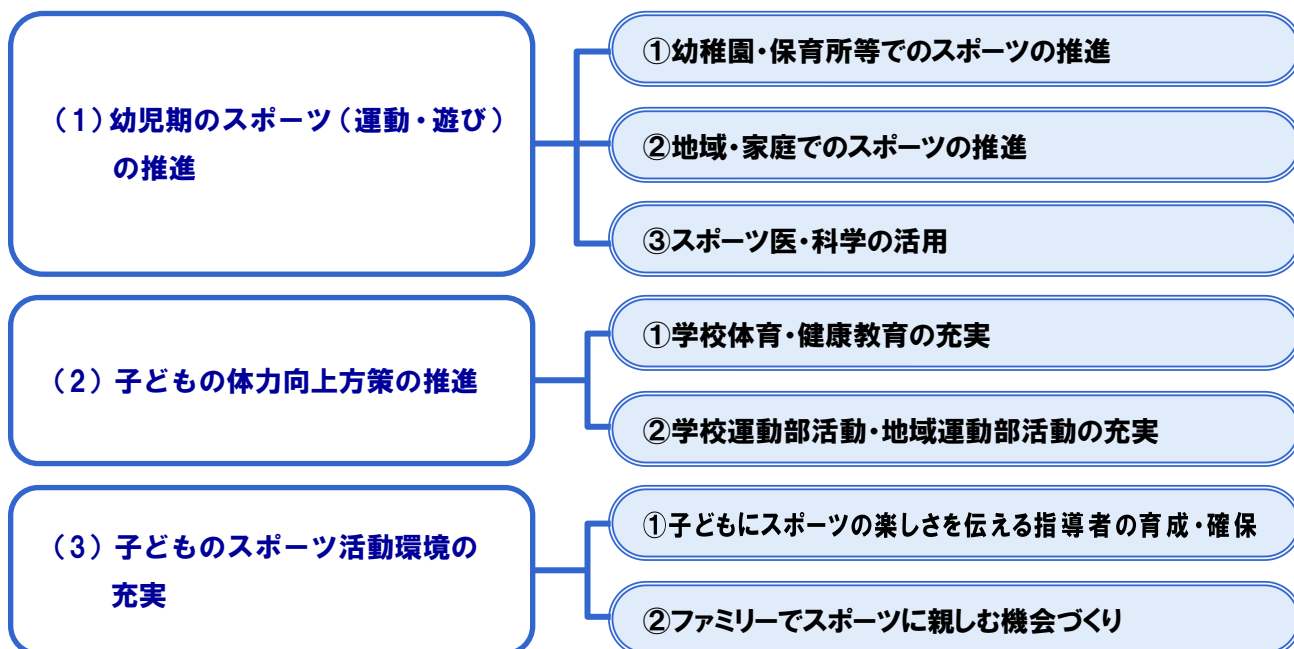 (1)幼児期のスポーツ(運動・遊び)
の推進
①幼稚園・保育所等でのスポーツの推進
②地域・家庭でのスポーツの推進
③スポーツ医・科学の活用
(2)子どもの体力向上方策の推進
①学校体育・健康教育の充実
②学校運動部活動・地域運動部活動の充実
(3)子どものスポーツ活動環境の
充実
①子どもにスポーツの楽しさを伝える指導者の育成・確保
②ファミリーでスポーツに親しむ機会づくり